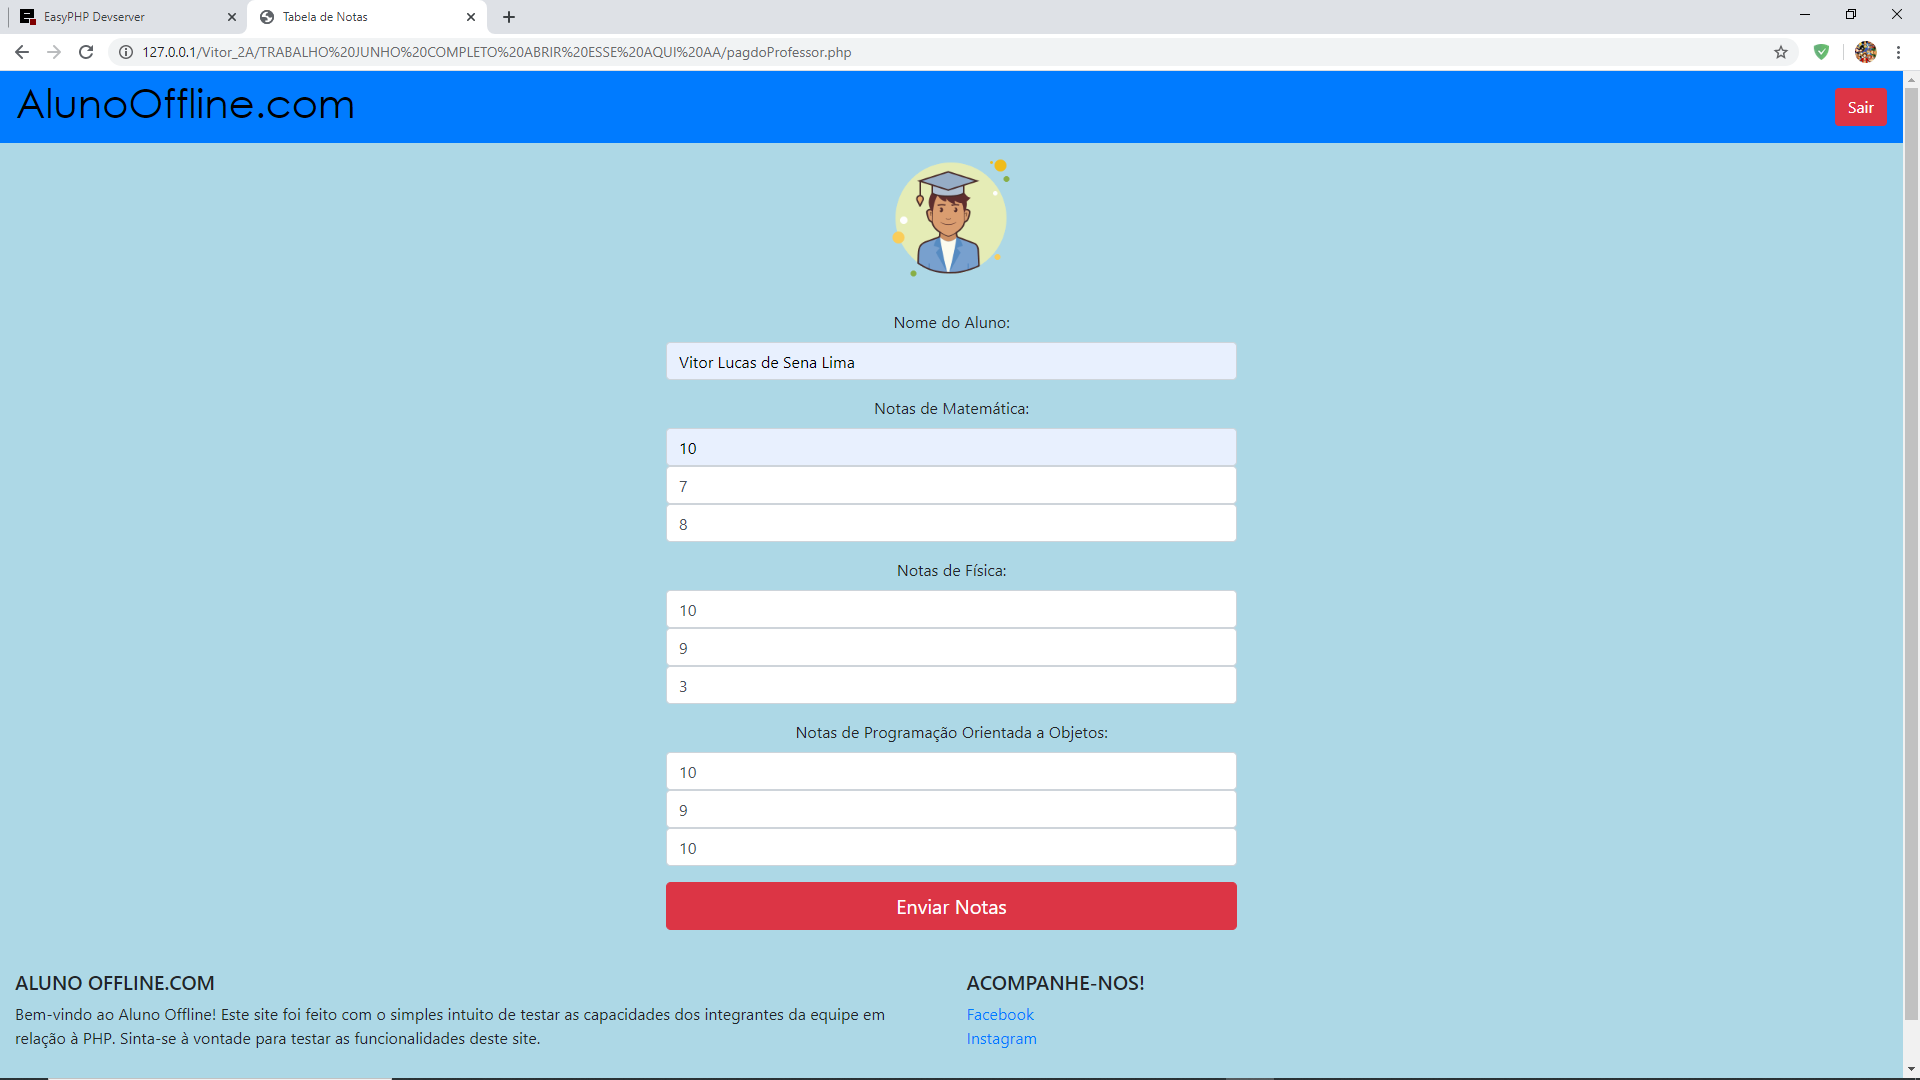 EasyPHP Devserver
Tabela de Notas
127.0.0.1/Vitor_2A/TRABALHO%20JUNHO%20COMPLETO%20ABRIR%20ESSE%20AQUI%20AA/pagdoProfessor.php
AlunoOffline.com
Sair
Nome do Aluno:
Vitor Lucas de Sena Lima
Notas de Matemática:
10
7
8
Notas de Física:
10
9
3
Notas de Programação Orientada a Objetos:
10
9
10
Enviar Notas
ALUNO OFFLINE.COM
Bem-vindo ao Aluno Offline! Este site foi feito com o simples intuito de testar as capacidades dos integrantes da equipe em
relação à PHP. Sinta-se à vontade para testar as funcionalidades deste site.
ACOMPANHE-NOS!
Facebook
Instagram